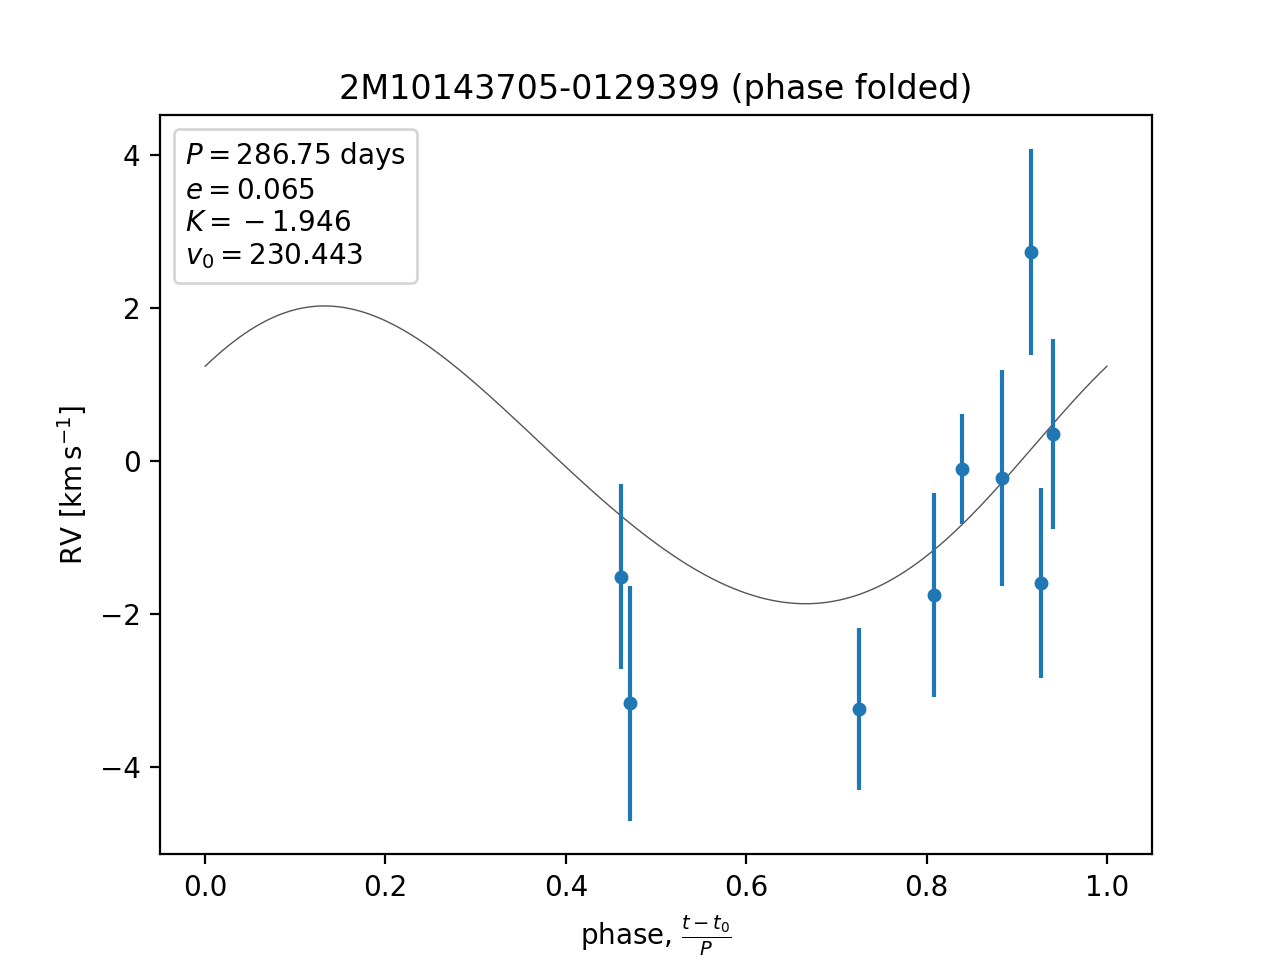 2M10143705-0129399 (phase folded)
P = 286.75 days
e = 0.065
K = −1.946
v₀ = 230.443
4
2
0
−2
−4
RV [km s⁻¹]
0.0 0.2 0.4 0.6 0.8 1.0
phase, (t − t₀)/P